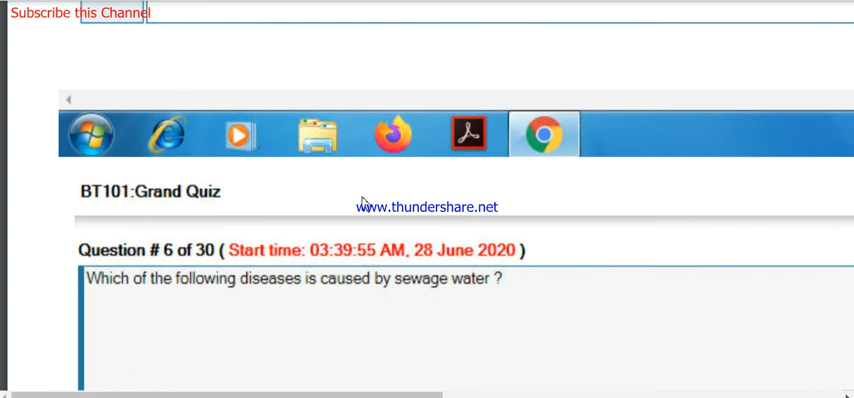 Subscribe this Channel
BT101:Grand Quiz
www.thundershare.net
Question # 6 of 30 ( Start time: 03:39:55 AM, 28 June 2020 )
Which of the following diseases is caused by sewage water ?